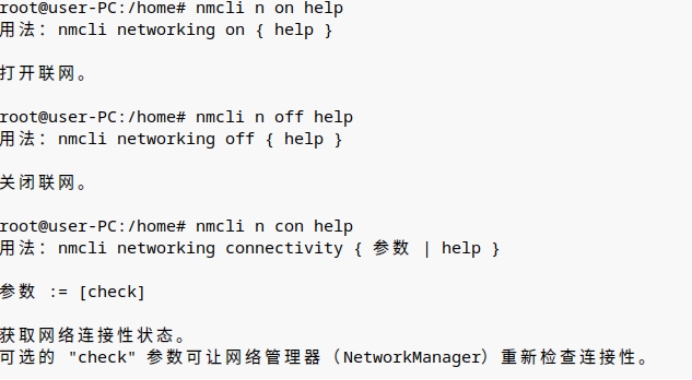 root@user-PC:/home# nmcli n on help
用法：nmcli networking on { help }
打开联网。
root@user-PC:/home# nmcli n off help
用法：nmcli networking off { help }
关闭联网。
root@user-PC:/home# nmcli n con help
用法：nmcli networking connectivity { 参数 | help }
参数 := [check]
获取网络连接性状态。
可选的 "check" 参数可让网络管理器（NetworkManager）重新检查连接性。